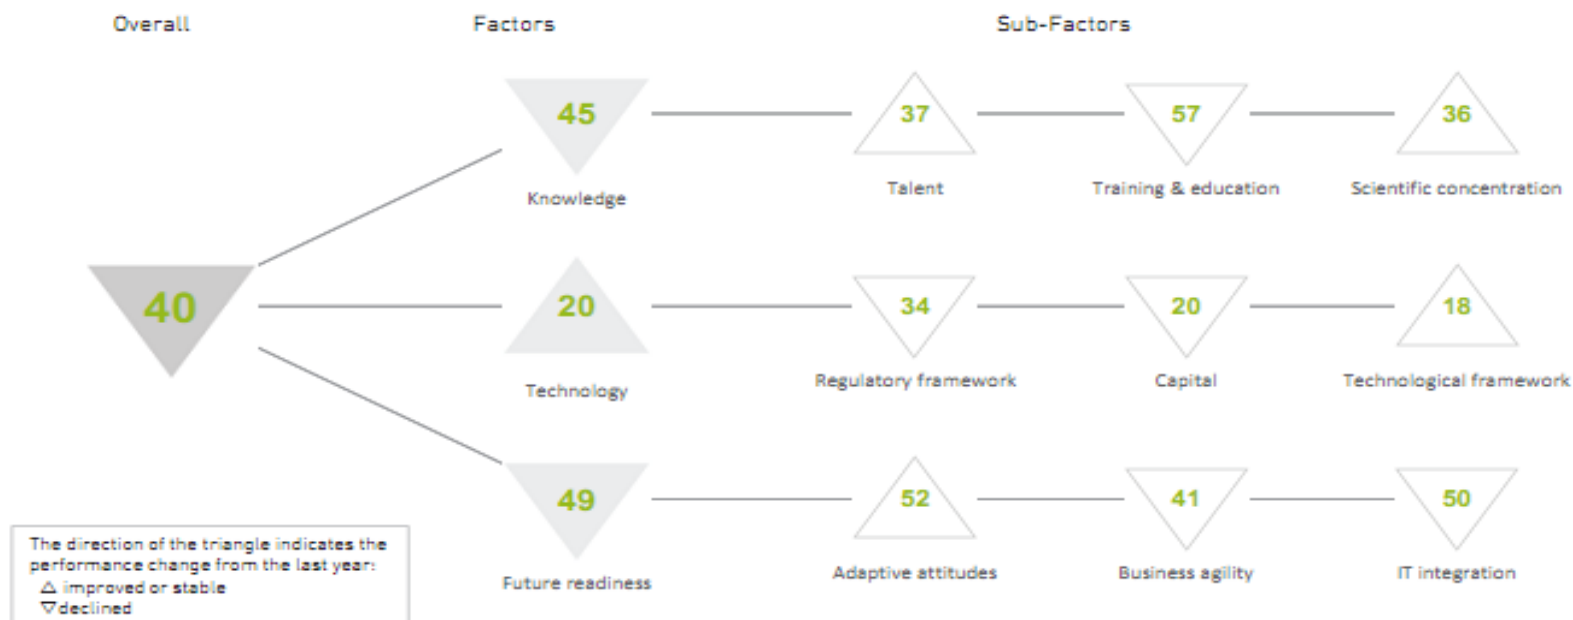 Overall Factors Sub-Factors
45 37 57 36
Knowledge Talent Training & education Scientific concentration
40 20 34 20 18
Technology Regulatory framework Capital Technological framework
49 52 41 50
Future readiness Adaptive attitudes Business agility IT integration
The direction of the triangle indicates the
performance change from the last year:
△ improved or stable
▽ declined